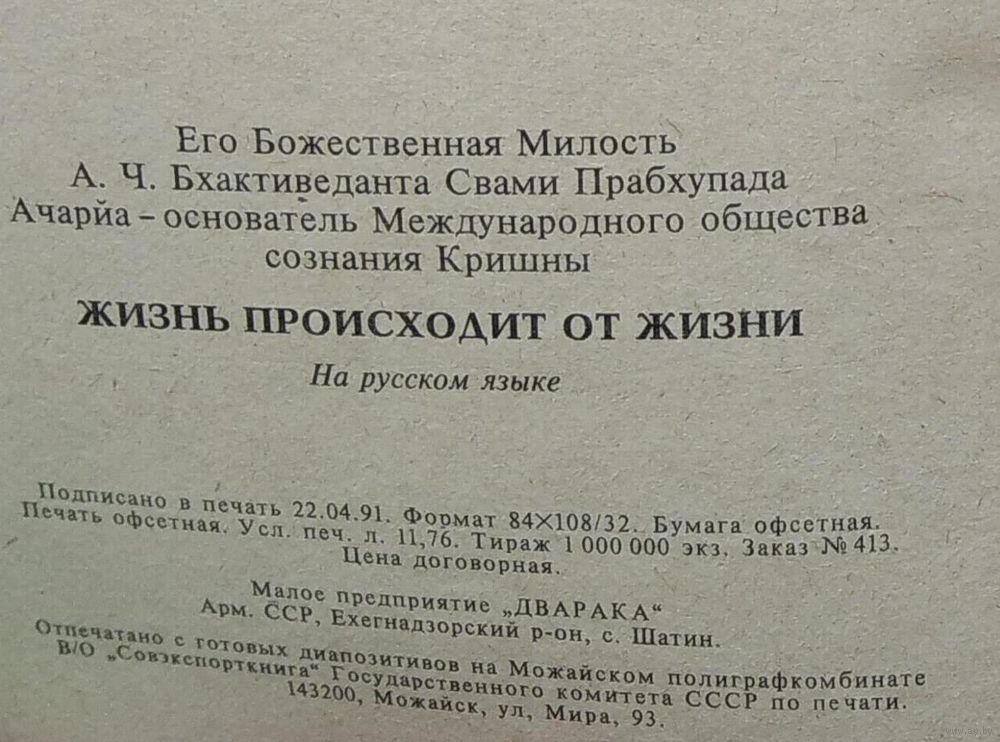 Его Божественная Милость
А. Ч. Бхактиведанта Свами Прабхупада
Ачарйа – основатель Международного общества
сознания Кришны
ЖИЗНЬ ПРОИСХОДИТ ОТ ЖИЗНИ
На русском языке
Подписано в печать 22.04.91. Формат 84×108/32. Бумага офсетная.
Печать офсетная. Усл. печ. л. 11,76. Тираж 1 000 000 экз. Заказ № 413.
Цена договорная.
Малое предприятие „ДВАРАКА“
Арм. ССР, Ехегнадзорский р-он, с. Шатин.
Отпечатано с готовых диапозитивов на Можайском полиграфкомбинате
В/О „Совэкспорткнига“ Государственного комитета СССР по печати.
143200, Можайск, ул, Мира, 93.